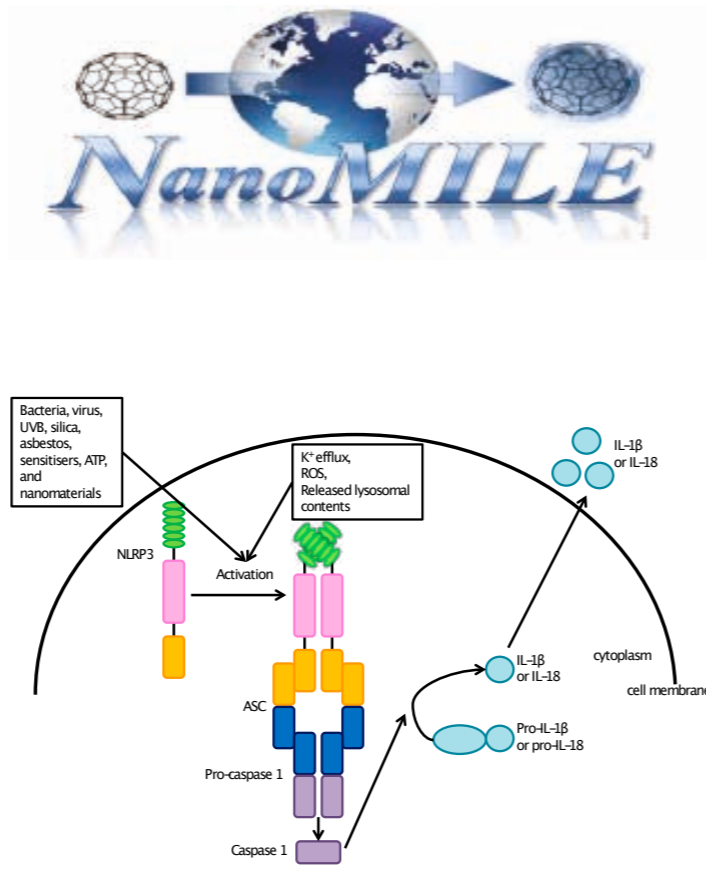 NanoMILE
Bacteria, virus,
UVB, silica,
asbestos,
sensitisers, ATP,
and
nanomaterials
K⁺ efflux,
ROS,
Released lysosomal
contents
IL-1β
or IL-18
NLRP3
Activation
IL-1β
or IL-18
cytoplasm
cell membrane
ASC
Pro-IL-1β
or pro-IL-18
Pro-caspase 1
Caspase 1